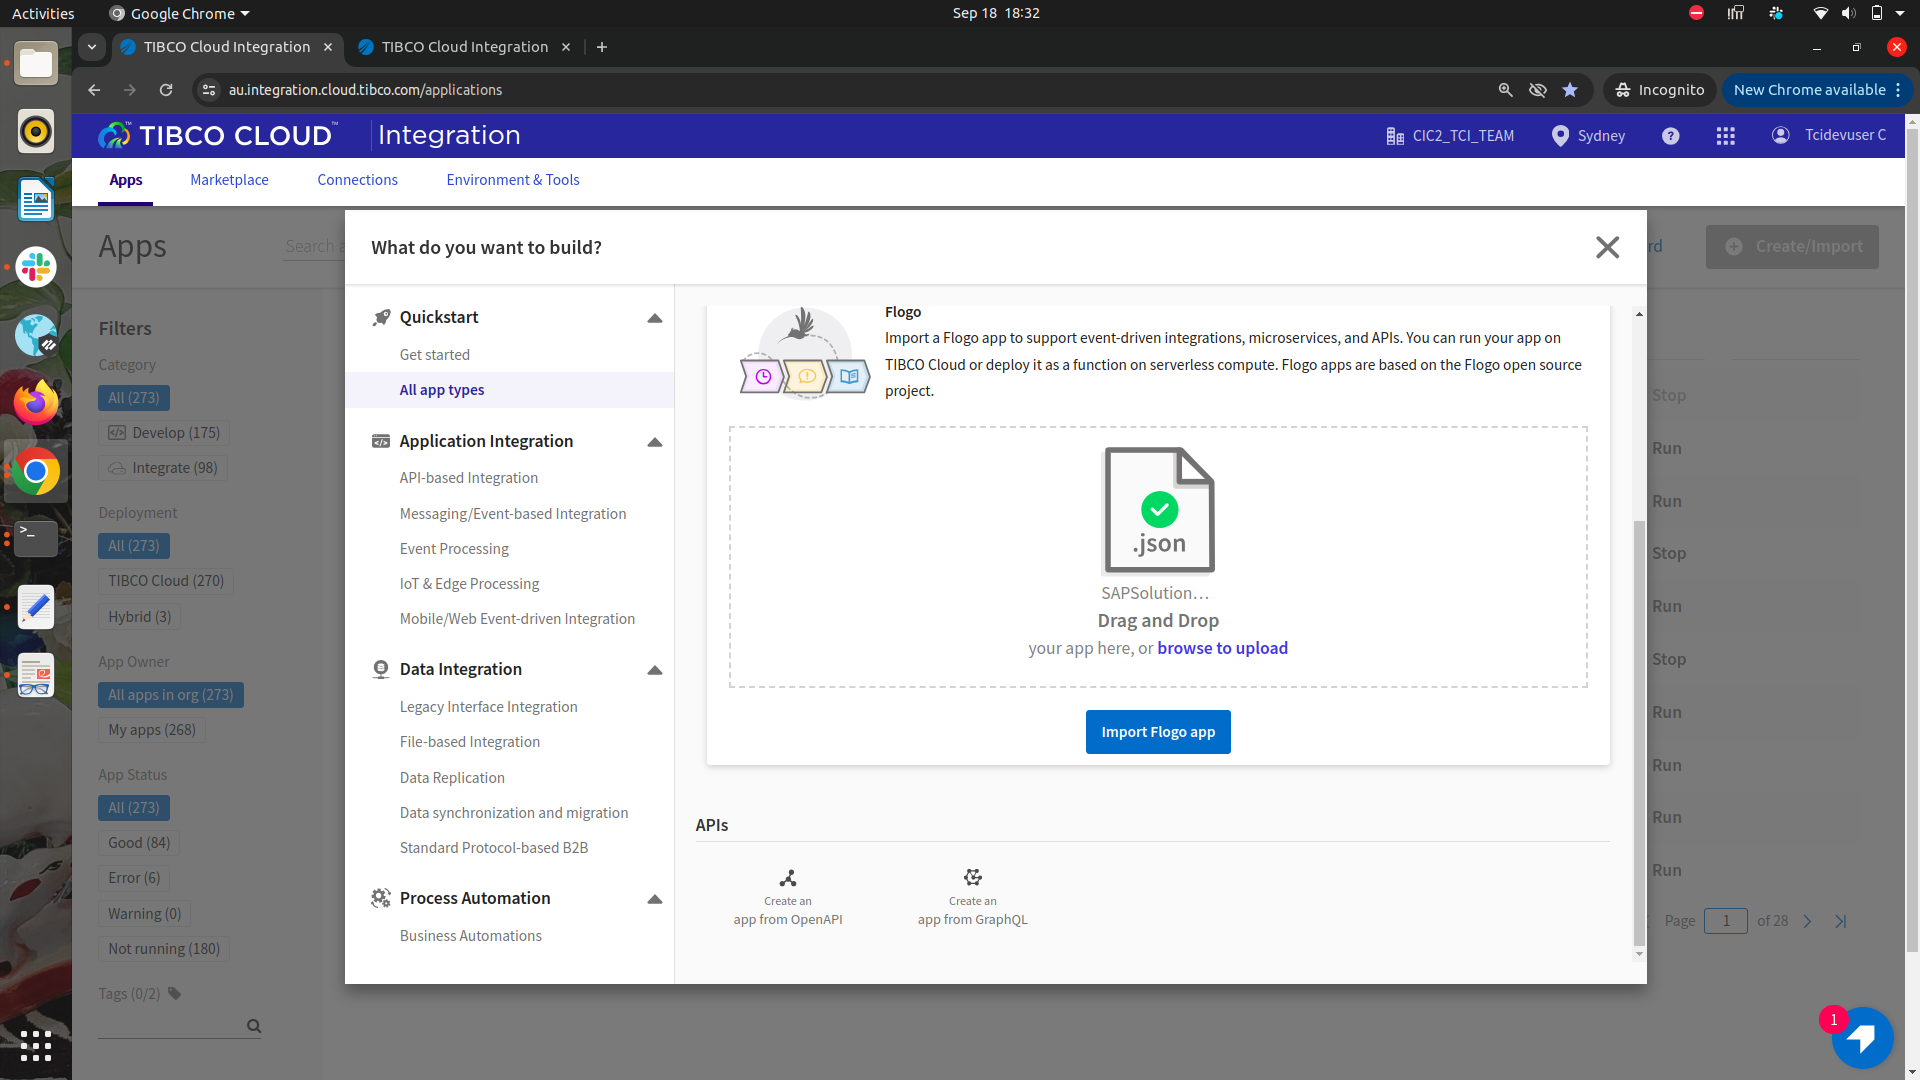 Activities
Google Chrome
Sep 18 18:32
TIBCO Cloud Integration
TIBCO Cloud Integration
au.integration.cloud.tibco.com/applications
Incognito
New Chrome available
TIBCO CLOUD™ Integration
CIC2_TCI_TEAM
Sydney
?
Tcidevuser C
Apps
Marketplace
Connections
Environment & Tools
Apps
Search a
rd
Create/Import
What do you want to build?
Filters
Category
All (273)
Develop (175)
Integrate (98)
Deployment
All (273)
TIBCO Cloud (270)
Hybrid (3)
App Owner
All apps in org (273)
My apps (268)
App Status
All (273)
Good (84)
Error (6)
Warning (0)
Not running (180)
Tags (0/2)
Quickstart
Get started
All app types
Application Integration
API-based Integration
Messaging/Event-based Integration
Event Processing
IoT & Edge Processing
Mobile/Web Event-driven Integration
Data Integration
Legacy Interface Integration
File-based Integration
Data Replication
Data synchronization and migration
Standard Protocol-based B2B
Process Automation
Business Automations
Flogo
Import a Flogo app to support event-driven integrations, microservices, and APIs. You can run your app on
TIBCO Cloud or deploy it as a function on serverless compute. Flogo apps are based on the Flogo open source
project.
.json
SAPSolution…
Drag and Drop
your app here, or browse to upload
Import Flogo app
APIs
Create an
app from OpenAPI
Create an
app from GraphQL
Stop
Run
Run
Stop
Run
Stop
Run
Run
Run
Run
Page 1 of 28
1